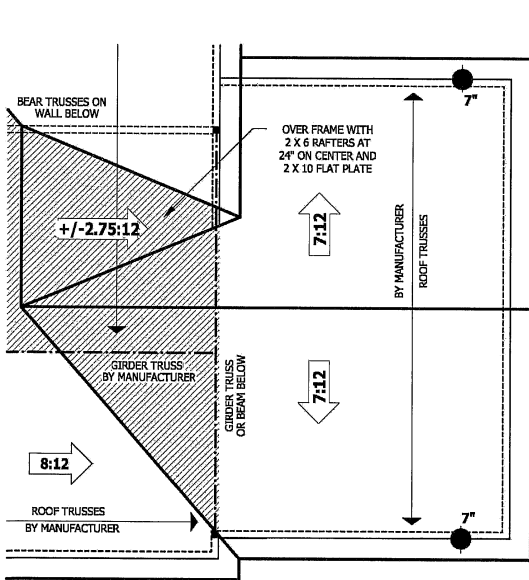 BEAR TRUSSES ON
WALL BELOW
7"
OVER FRAME WITH
2 X 6 RAFTERS AT
24" ON CENTER AND
2 X 10 FLAT PLATE
+/-2.75:12
7:12
ROOF TRUSSES
BY MANUFACTURER
GIRDER TRUSS
BY MANUFACTURER
GIRDER TRUSS
OR BEAM BELOW
7:12
8:12
ROOF TRUSSES
BY MANUFACTURER
7"